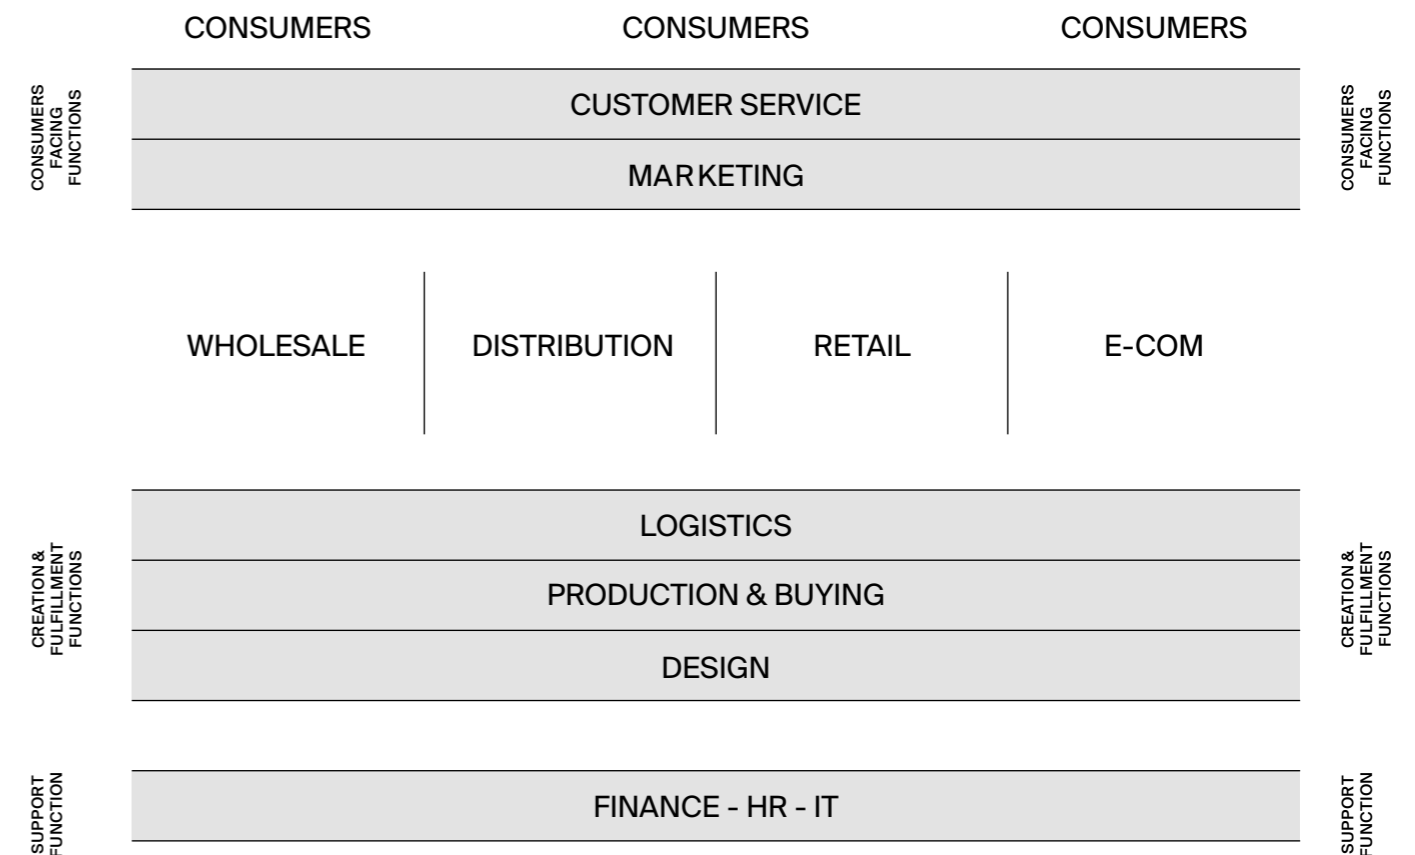 CONSUMERS CONSUMERS CONSUMERS
CONSUMERS
FACING
FUNCTIONS
CUSTOMER SERVICE
MARKETING
CONSUMERS
FACING
FUNCTIONS
WHOLESALE DISTRIBUTION RETAIL E-COM
CREATION &
FULFILLMENT
FUNCTIONS
LOGISTICS
PRODUCTION & BUYING
DESIGN
CREATION &
FULFILLMENT
FUNCTIONS
SUPPORT
FUNCTION
FINANCE - HR - IT
SUPPORT
FUNCTION